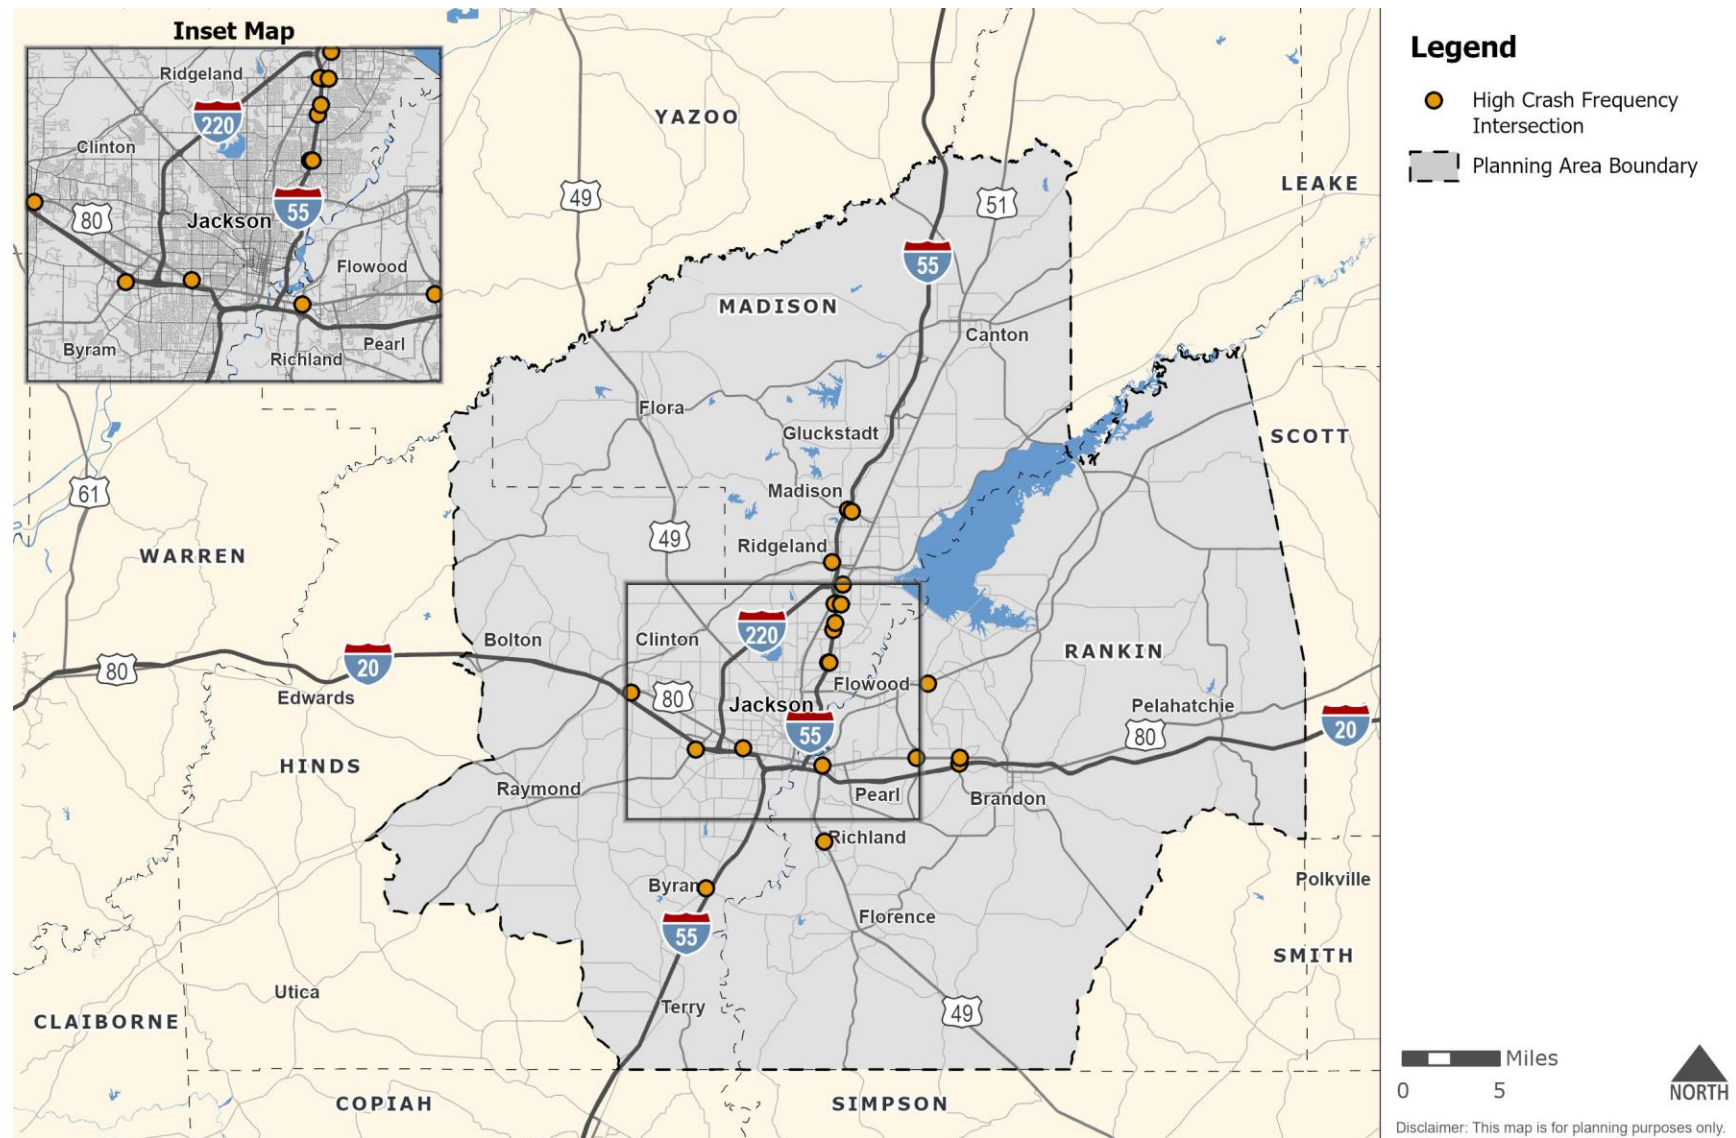 Inset Map
Ridgeland
220
Clinton
80
55
Jackson
Flowood
Byram
Richland
Pearl
YAZOO
49
51
LEAKE
55
MADISON
Canton
Flora
Gluckstadt
SCOTT
61
Madison
49
Ridgeland
WARREN
Bolton
Clinton
220
RANKIN
80
20
Edwards
80
Flowood
Jackson
Pelahatchie
80
20
55
HINDS
Raymond
Pearl
Brandon
Richland
Byram
Polkville
Florence
55
SMITH
Utica
Terry
49
CLAIBORNE
COPIAH
SIMPSON
Legend
High Crash Frequency
Intersection
Planning Area Boundary
Miles
0 5
NORTH
Disclaimer: This map is for planning purposes only.